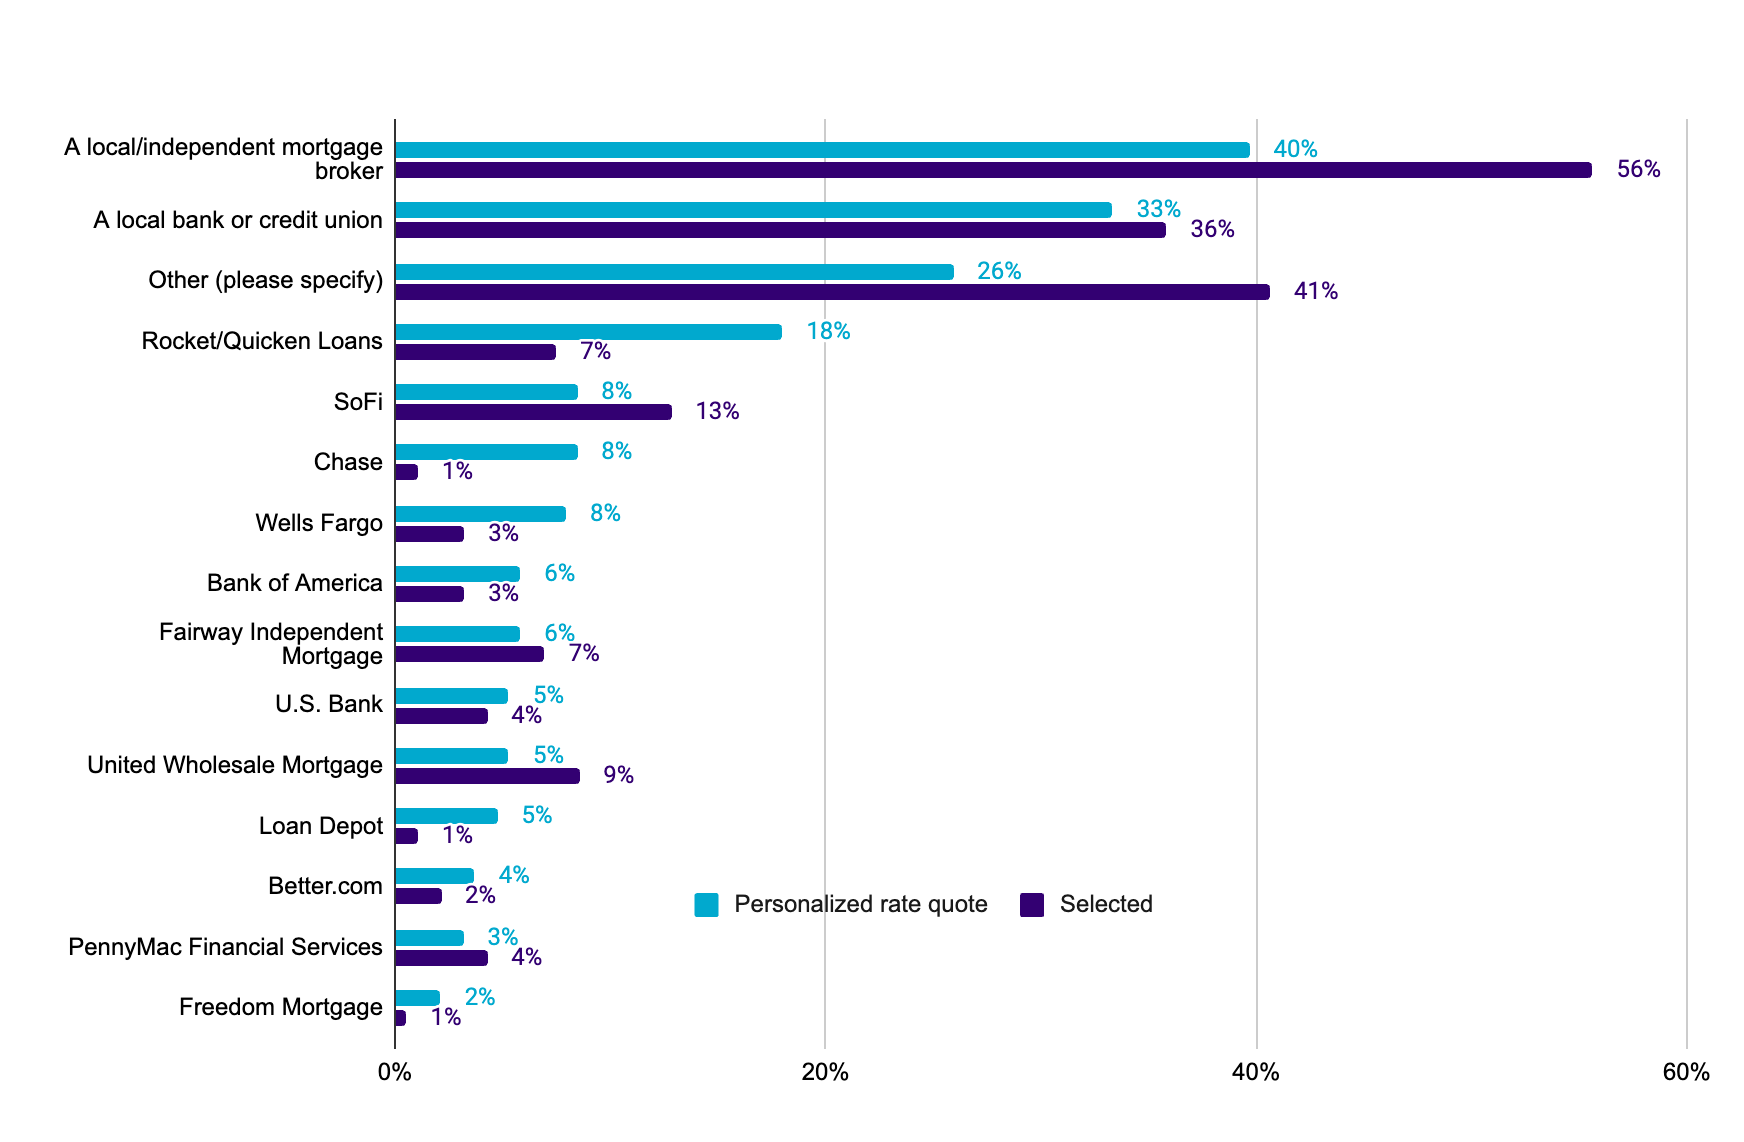 A local/independent mortgage
broker
40%
56%
A local bank or credit union
33%
36%
Other (please specify)
26%
41%
Rocket/Quicken Loans
18%
7%
SoFi
8%
13%
Chase
8%
1%
Wells Fargo
8%
3%
Bank of America
6%
3%
Fairway Independent
Mortgage
6%
7%
U.S. Bank
5%
4%
United Wholesale Mortgage
5%
9%
Loan Depot
5%
1%
Better.com
4%
2%
Personalized rate quote
Selected
PennyMac Financial Services
3%
4%
Freedom Mortgage
2%
1%
0%
20%
40%
60%